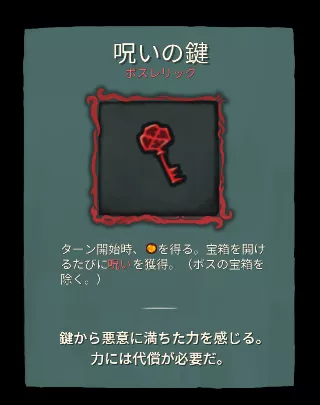 呪いの鍵
ボスレリック
ターン開始時、を得る。宝箱を開け
るたびに呪いを獲得。（ボスの宝箱を
除く。）
鍵から悪意に満ちた力を感じる。
力には代償が必要だ。